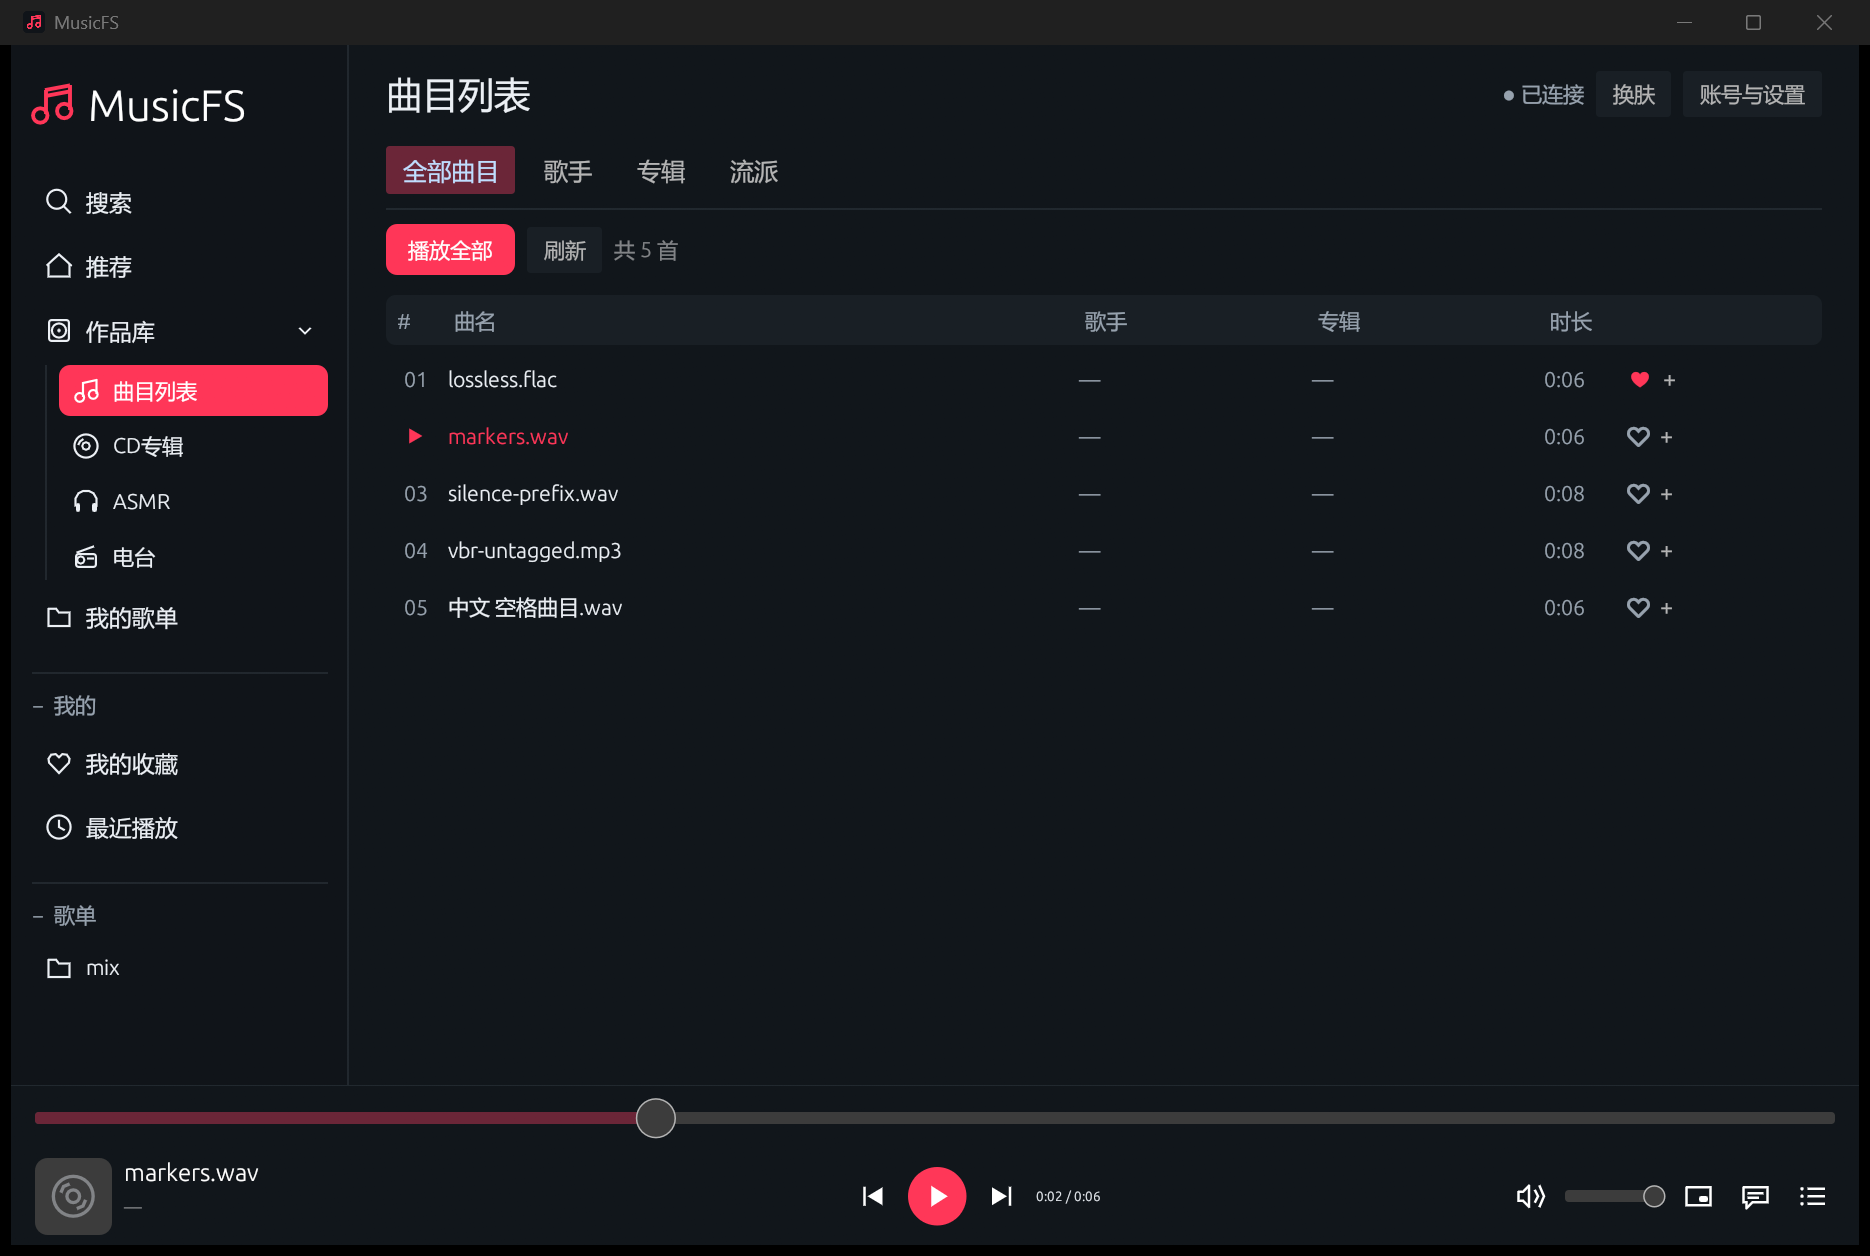 MusicFS
MusicFS
搜索
推荐
作品库
曲目列表
CD专辑
ASMR
电台
我的歌单
– 我的
我的收藏
最近播放
– 歌单
mix
曲目列表
已连接 换肤 账号与设置
全部曲目 歌手 专辑 流派
播放全部 刷新 共 5 首
# 曲名 歌手 专辑 时长
01 lossless.flac — — 0:06 +
markers.wav — — 0:06 +
03 silence-prefix.wav — — 0:08 +
04 vbr-untagged.mp3 — — 0:08 +
05 中文 空格曲目.wav — — 0:06 +
markers.wav
—
0:02 / 0:06